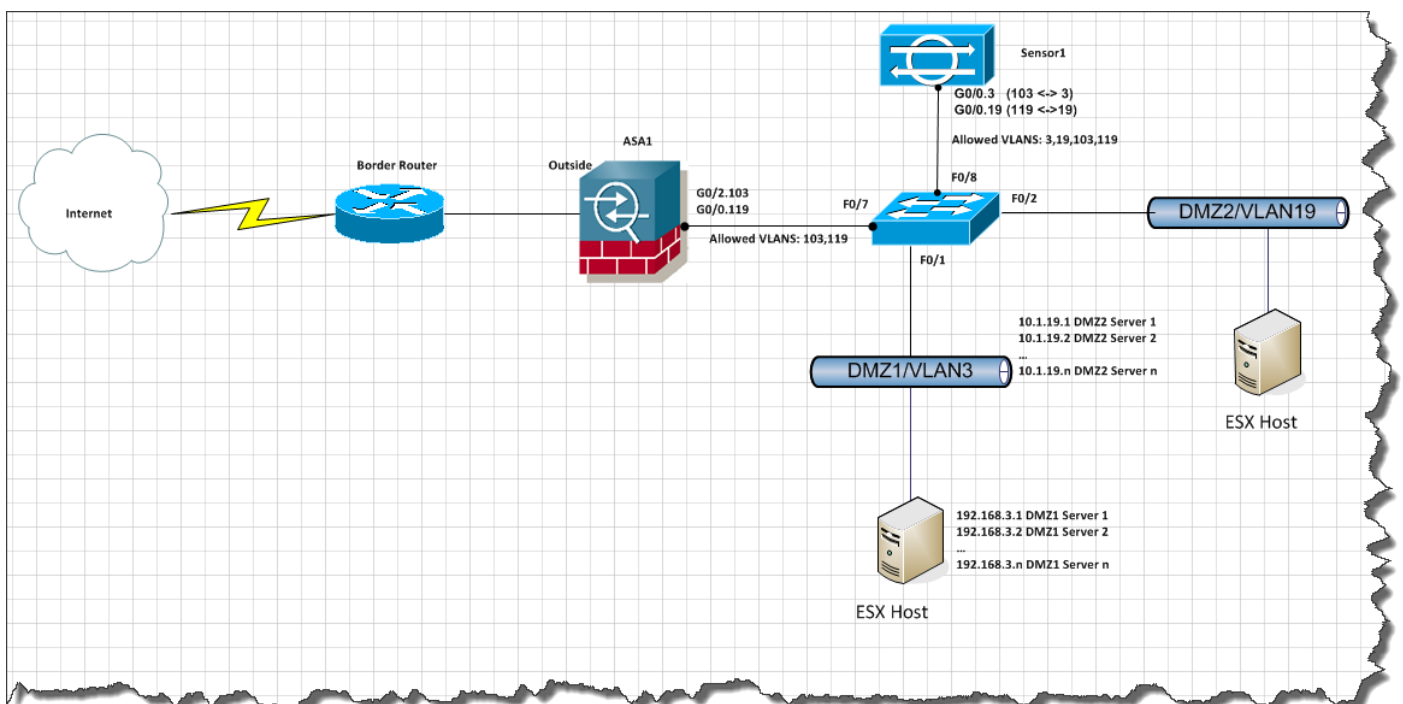 Sensor1
G0/0.3 (103 <-> 3)
G0/0.19 (119 <->19)
Allowed VLANS: 3,19,103,119
ASA1
Border Router
Outside
Internet
G0/2.103
G0/0.119
Allowed VLANS: 103,119
F0/7
F0/8
F0/2
F0/1
DMZ2/VLAN19
10.1.19.1 DMZ2 Server 1
10.1.19.2 DMZ2 Server 2
...
10.1.19.n DMZ2 Server n
DMZ1/VLAN3
ESX Host
192.168.3.1 DMZ1 Server 1
192.168.3.2 DMZ1 Server 2
...
192.168.3.n DMZ1 Server n
ESX Host